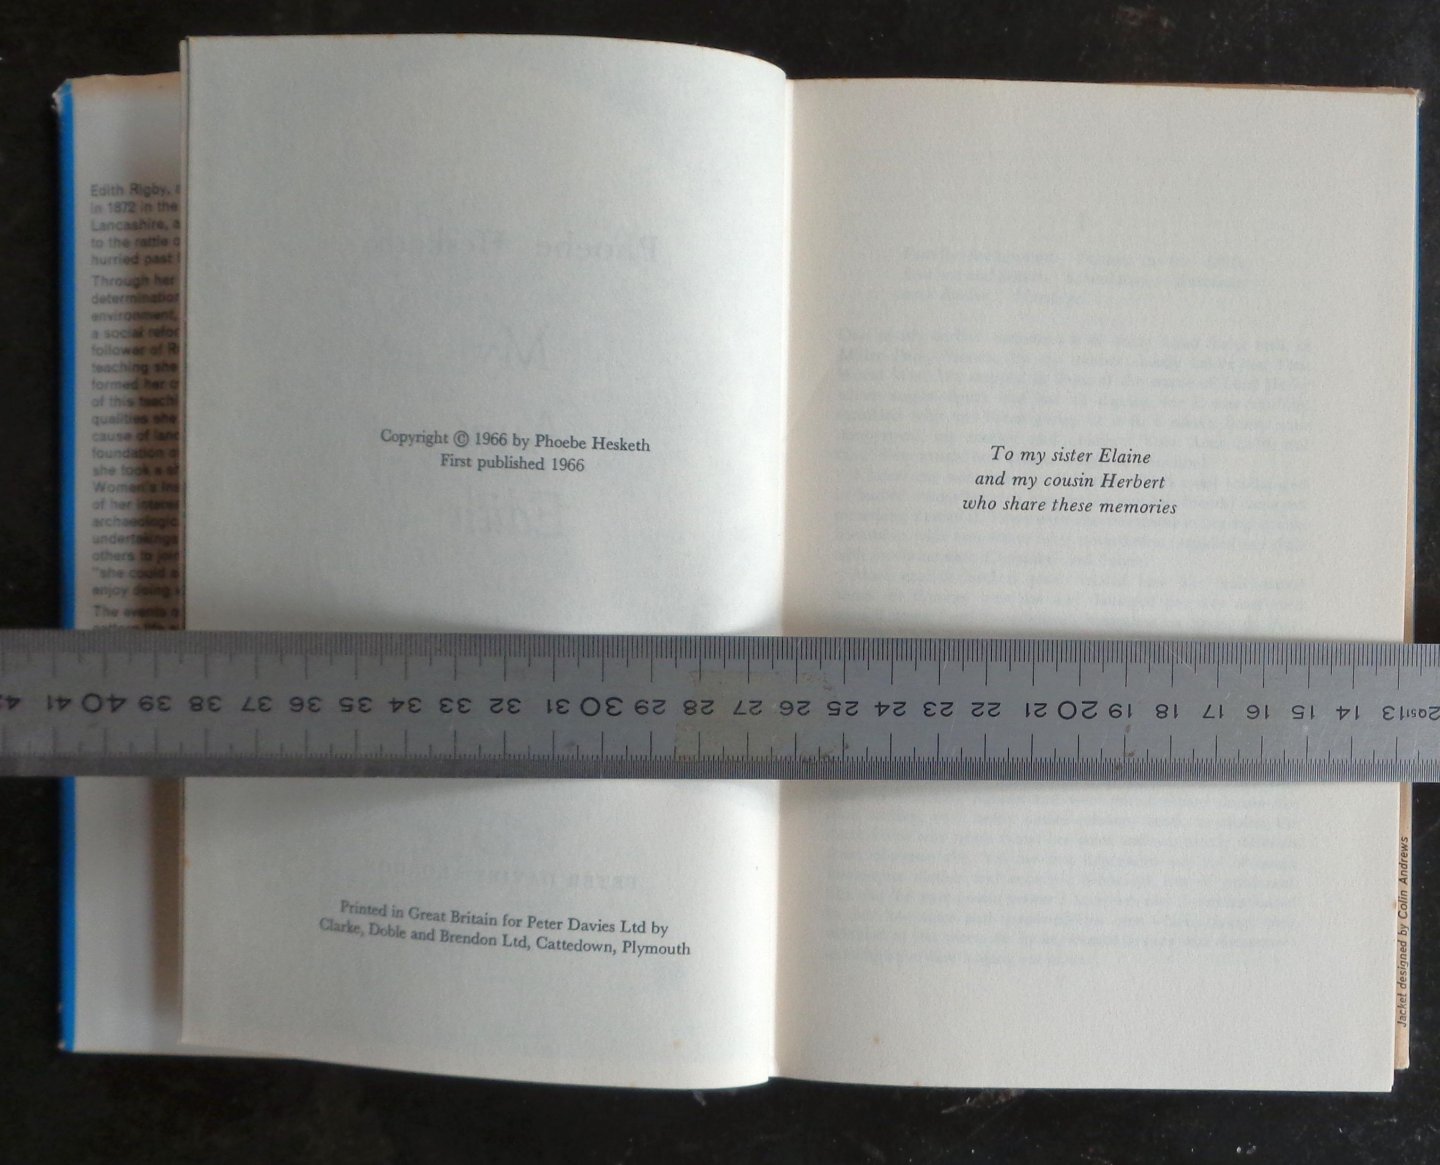 Edith Rigby,
in 1872 in the
Lancashire, a
to the rattle o
hurried past
Through her
determination
environment,
a social refor
follower of R
teaching she
formed her
of this teachi
qualities she
cause of
foundation
she took a
Women's Ins
of her interes
archaeologic
undertakings
others to join
"she could
enjoy doing
The events
Copyright © 1966 by Phoebe Hesketh
First published 1966
Printed in Great Britain for Peter Davies Ltd by
Clarke, Doble and Brendon Ltd, Cattedown, Plymouth
To my sister Elaine
and my cousin Herbert
who share these memories
41 40 39 38 37 36 35 34 33 32 31 30 29 28 27 26 25 24 23 22 21 20 19 18 17 16 15 14 13
Jacket designed by Colin Andrews